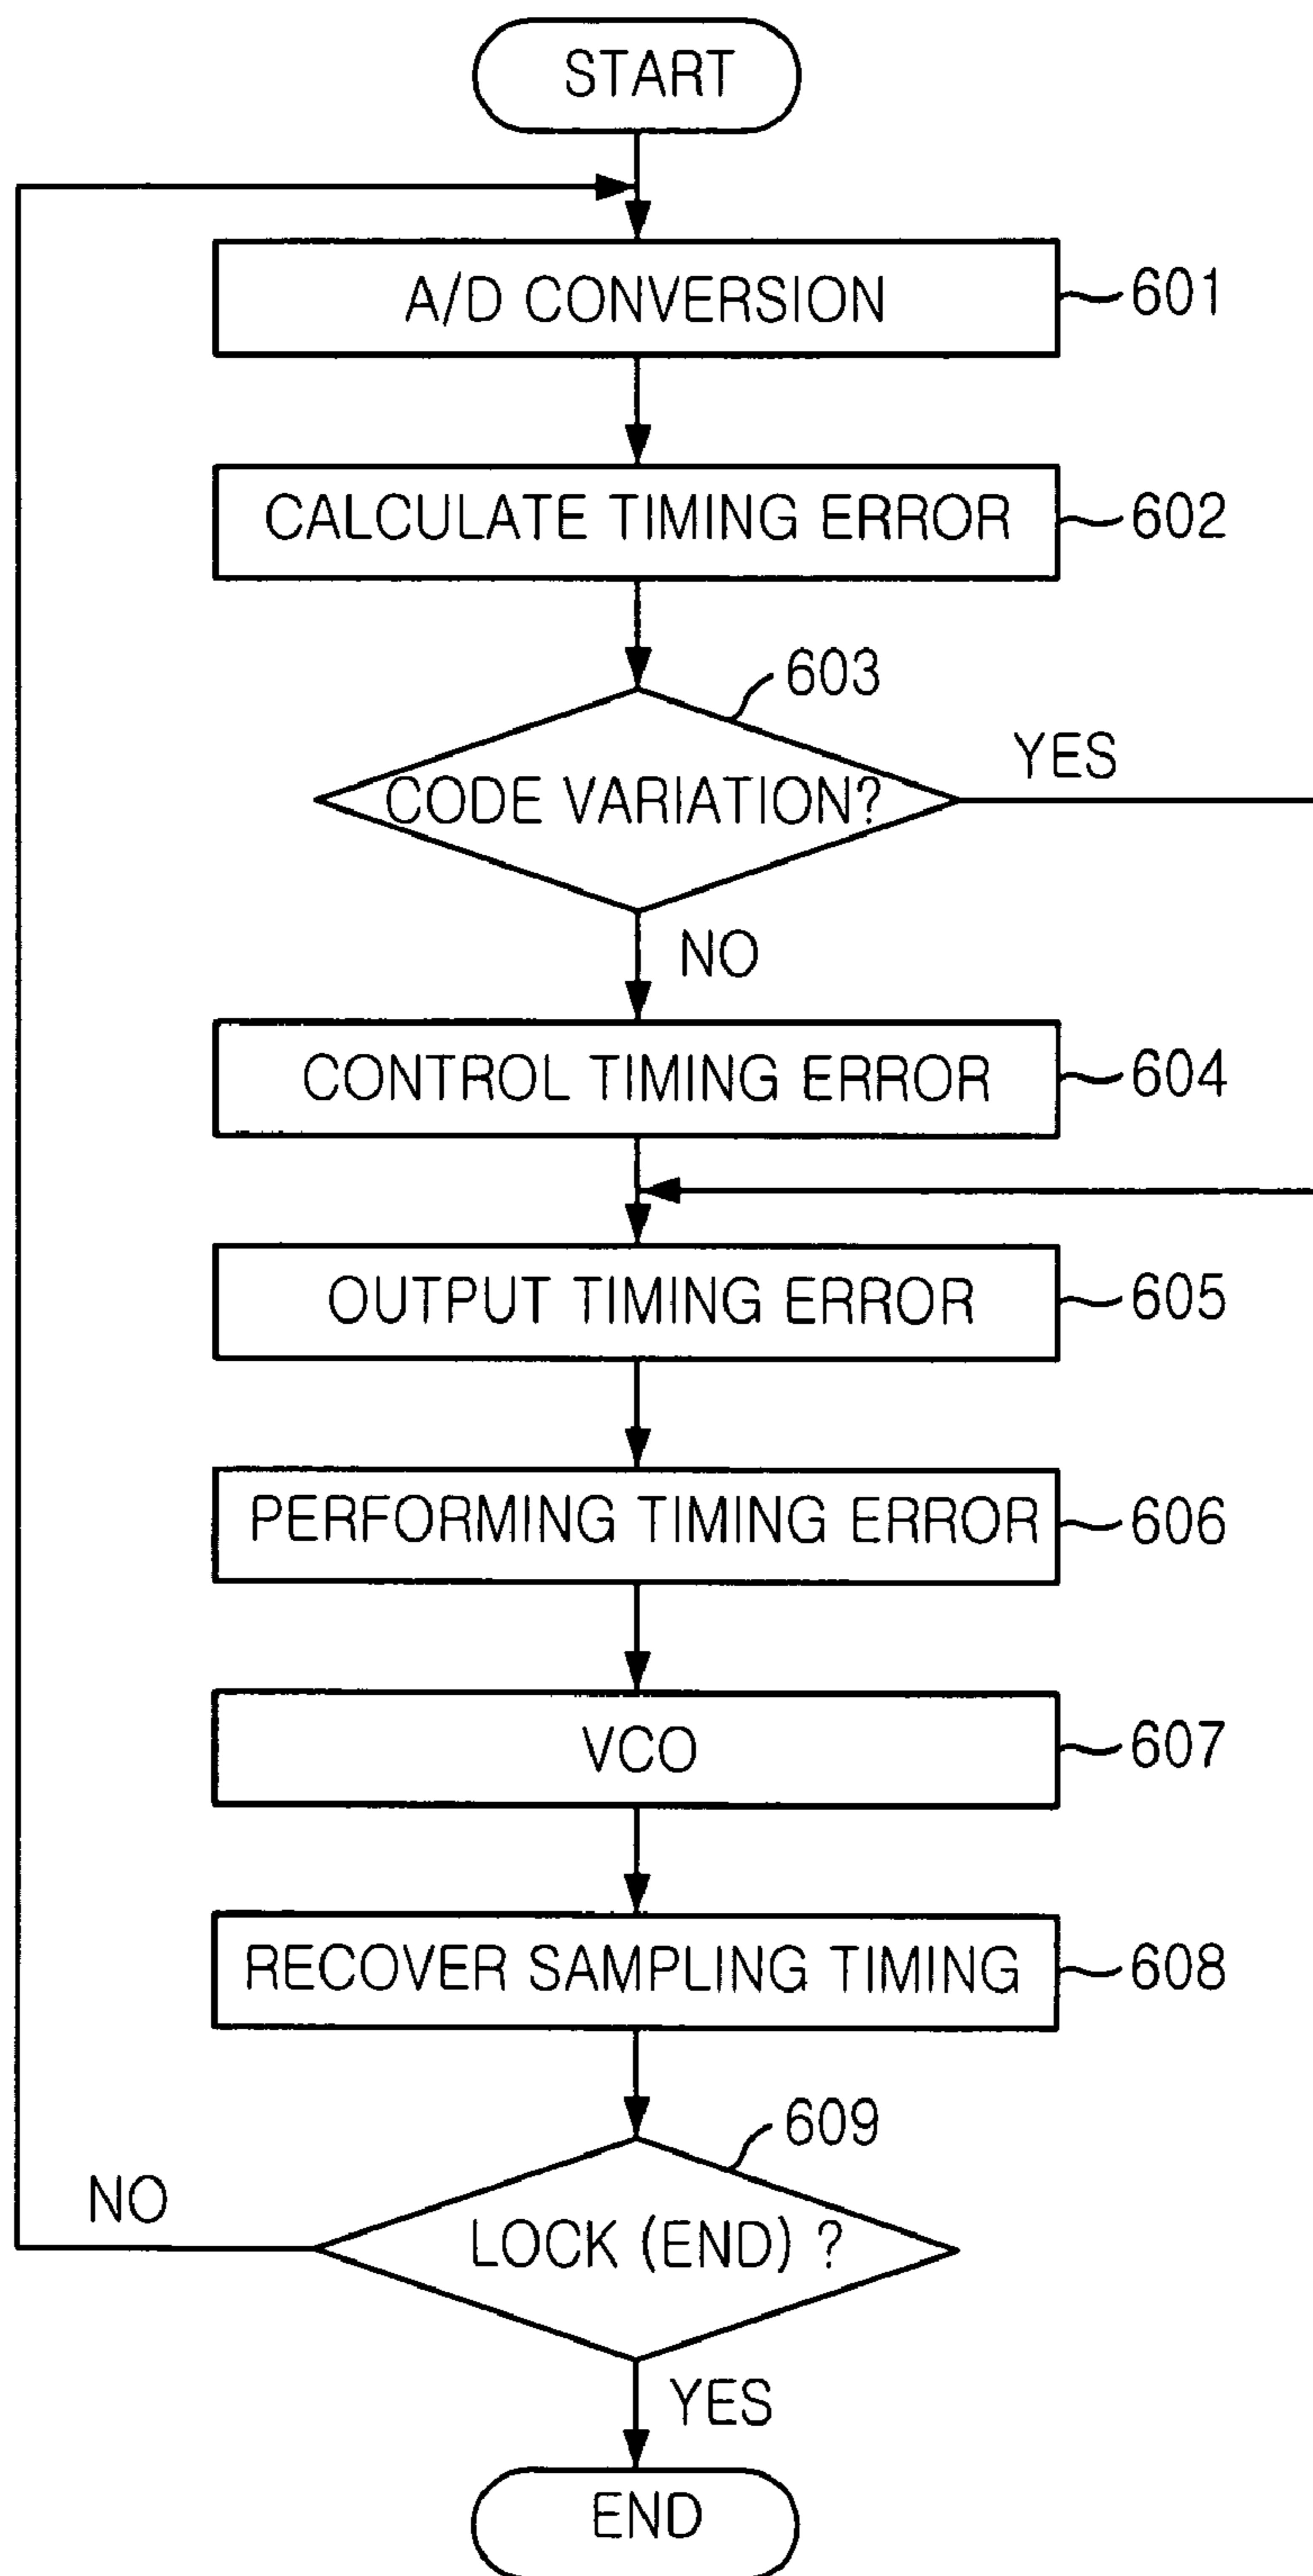 START
A/D CONVERSION 601
CALCULATE TIMING ERROR 602
603
CODE VARIATION? YES
NO
CONTROL TIMING ERROR 604
OUTPUT TIMING ERROR 605
PERFORMING TIMING ERROR 606
VCO 607
RECOVER SAMPLING TIMING 608
609
NO LOCK (END) ?
YES
END